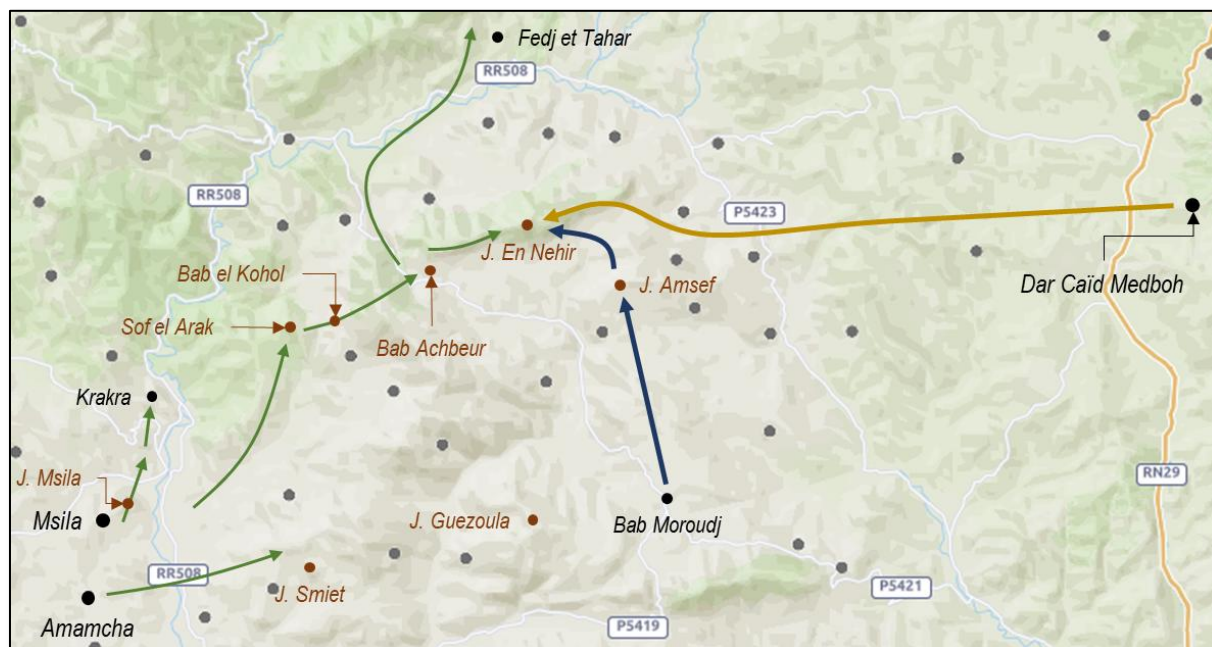 Fedj et Tahar
RR508
RR508
P5423
J. En Nehir
Bab el Kohol
J. Amsef
Dar Caïd Medboh
Sof el Arak
Bab Achbeur
Krakra
J. Msila
RN29
Msila
J. Guezoula
Bab Moroudj
RR508
J. Smiet
P5421
Amamcha
P5419